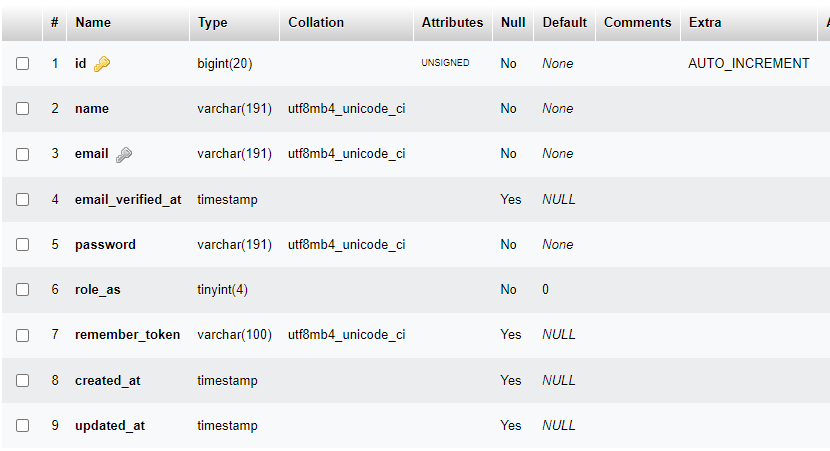 # Name Type Collation Attributes Null Default Comments Extra
1 id bigint(20) UNSIGNED No None AUTO_INCREMENT
2 name varchar(191) utf8mb4_unicode_ci No None
3 email varchar(191) utf8mb4_unicode_ci No None
4 email_verified_at timestamp Yes NULL
5 password varchar(191) utf8mb4_unicode_ci No None
6 role_as tinyint(4) No 0
7 remember_token varchar(100) utf8mb4_unicode_ci Yes NULL
8 created_at timestamp Yes NULL
9 updated_at timestamp Yes NULL